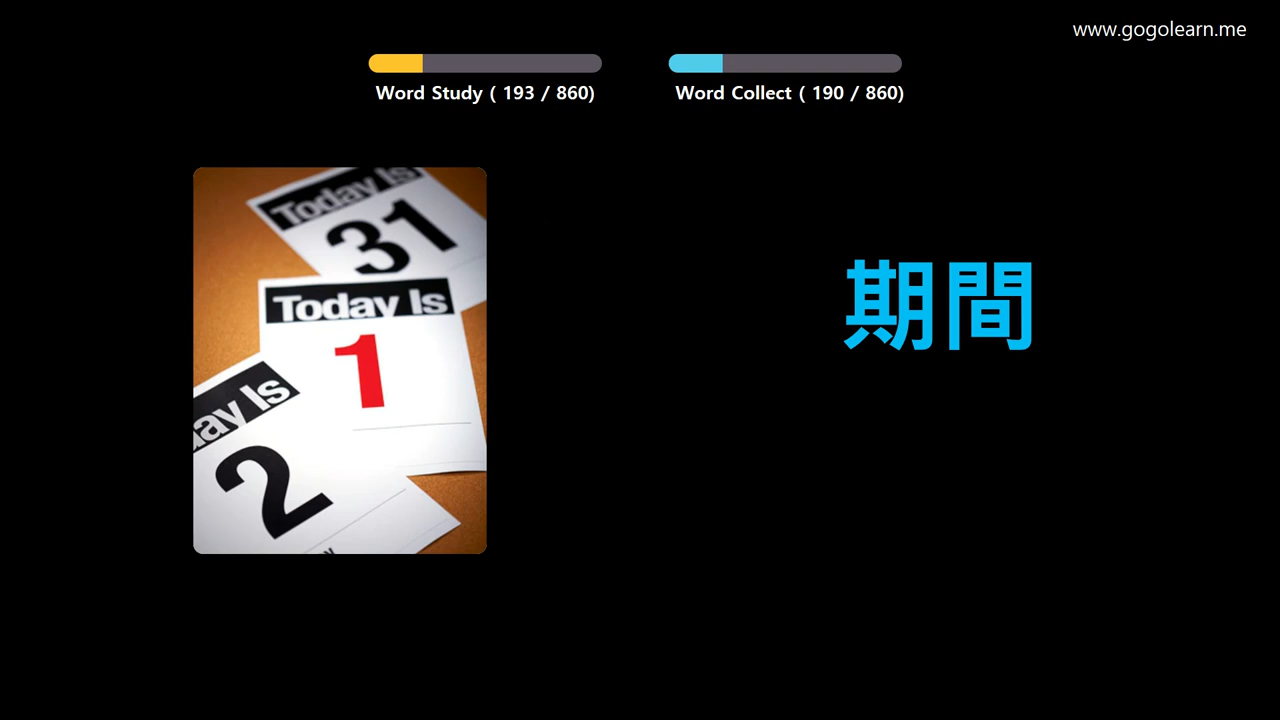 www.gogolearn.me
Word Study ( 193 / 860)
Word Collect ( 190 / 860)
Today Is
31
Today Is
1
day Is
2
期間